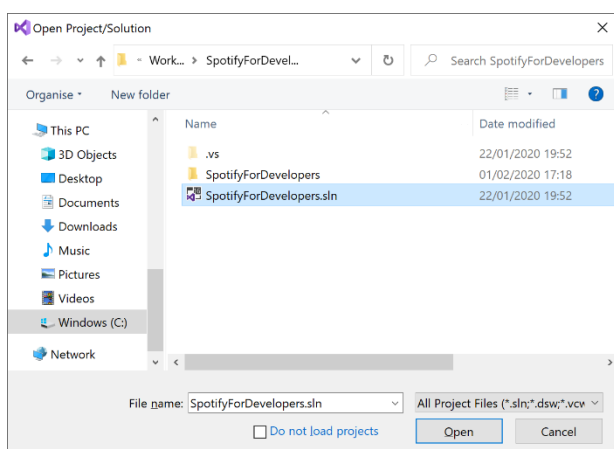 Open Project/Solution
« Work... > SpotifyForDevel... Search SpotifyForDevelopers
Organise New folder ?
This PC
3D Objects
Desktop
Documents
Downloads
Music
Pictures
Videos
Windows (C:)
Network
Name Date modified
.vs 22/01/2020 19:52
SpotifyForDevelopers 01/02/2020 17:18
SpotifyForDevelopers.sln 22/01/2020 19:52
File name: SpotifyForDevelopers.sln All Project Files (*.sln;*.dsw;*.vcw
Do not load projects Open Cancel